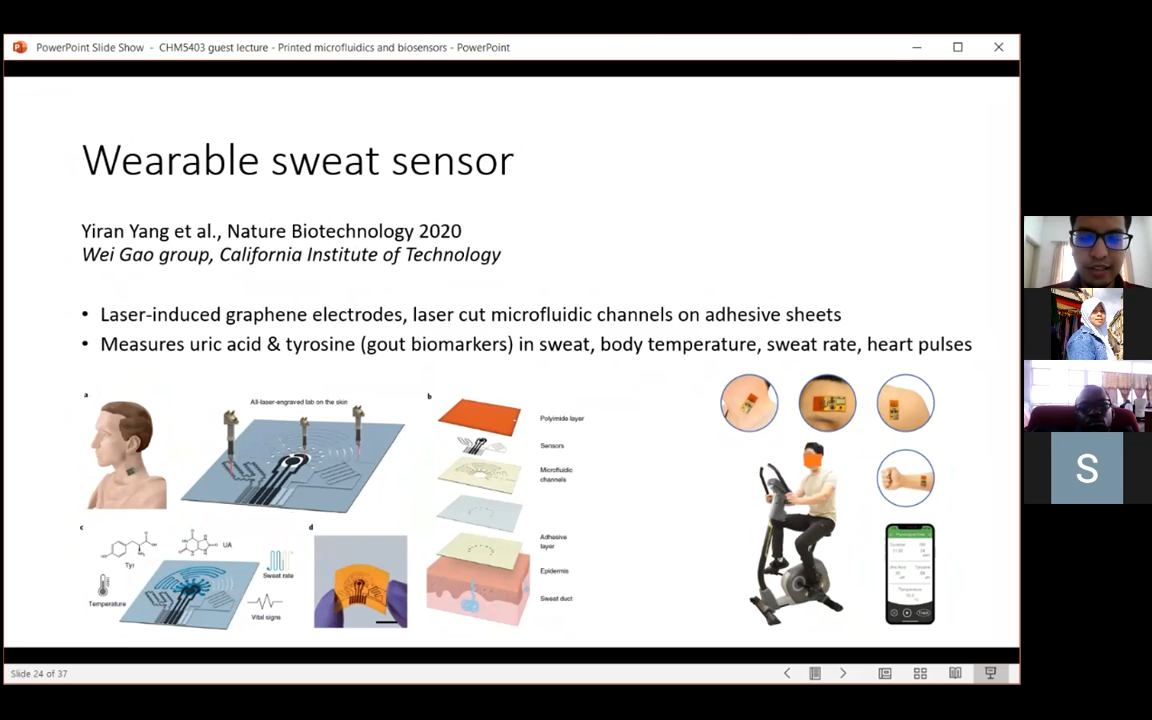 PowerPoint Slide Show - CHM5403 guest lecture - Printed microfluidics and biosensors - PowerPoint
Wearable sweat sensor
Yiran Yang et al., Nature Biotechnology 2020
Wei Gao group, California Institute of Technology
• Laser-induced graphene electrodes, laser cut microfluidic channels on adhesive sheets
• Measures uric acid & tyrosine (gout biomarkers) in sweat, body temperature, sweat rate, heart pulses
a
All-laser-engraved lab on the skin
b
Polyimide layer
Sensors
Microfluidic
channels
Adhesive
layer
Epidermis
Sweat duct
c
Tyr
UA
Sweat rate
Temperature
Vital signs
d
Temperature
S
Slide 24 of 37